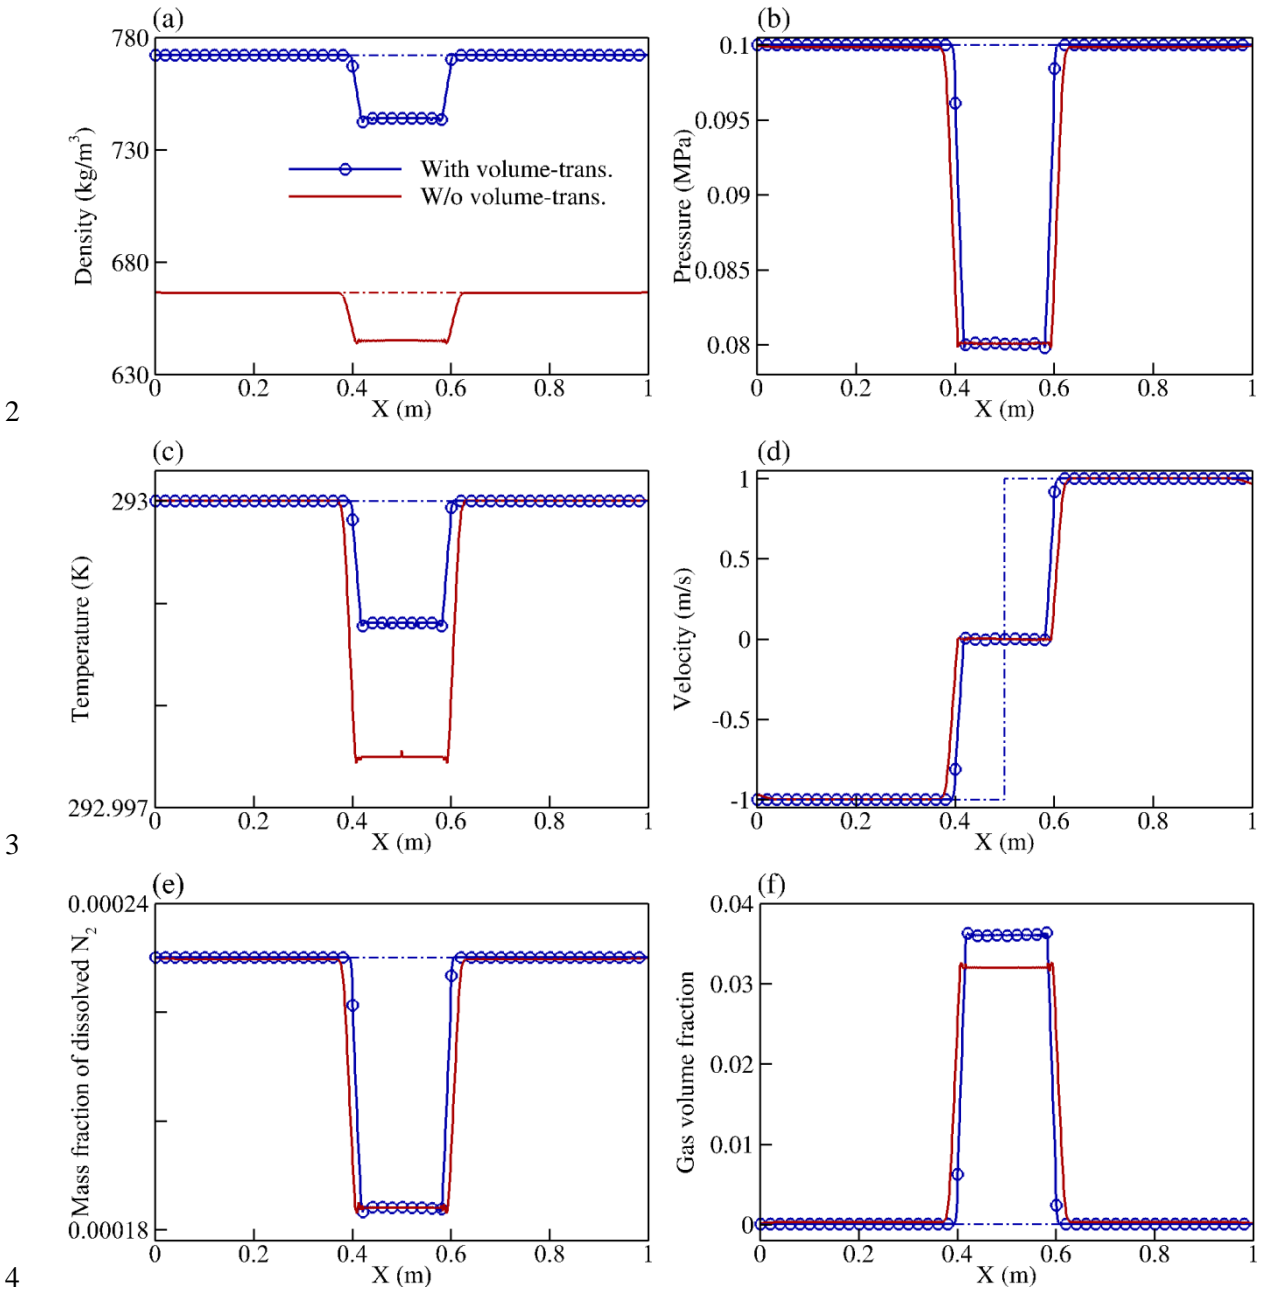 (a)
780
730
680
630
Density (kg/m³)
With volume-trans.
W/o volume-trans.
0 0.2 0.4 0.6 0.8 1
X (m)
(b)
0.1
0.095
0.09
0.085
0.08
Pressure (MPa)
0 0.2 0.4 0.6 0.8 1
X (m)
2
(c)
293
292.997
Temperature (K)
0 0.2 0.4 0.6 0.8 1
X (m)
(d)
1
0.5
0
-0.5
-1
Velocity (m/s)
0 0.2 0.4 0.6 0.8 1
X (m)
3
(e)
0.00024
0.00018
Mass fraction of dissolved N₂
0 0.2 0.4 0.6 0.8 1
X (m)
(f)
0.04
0.03
0.02
0.01
0
Gas volume fraction
0 0.2 0.4 0.6 0.8 1
X (m)
4